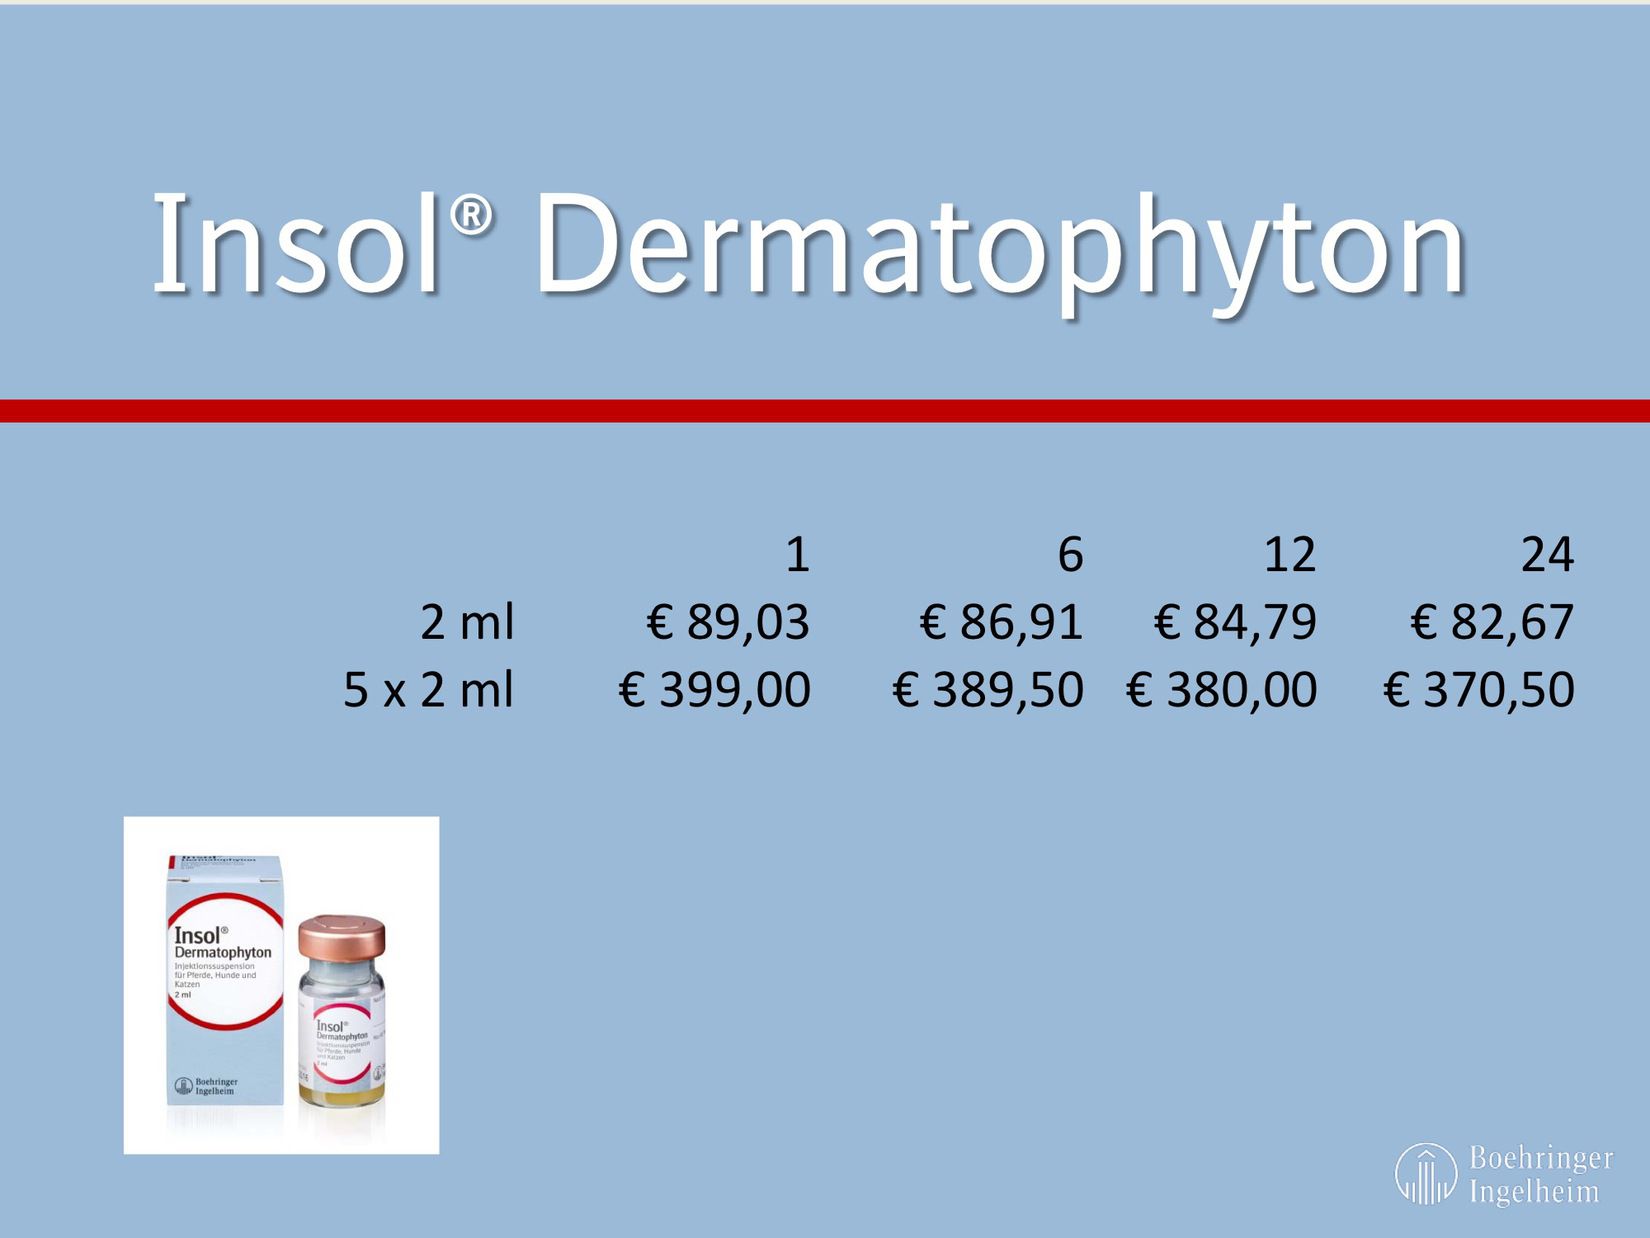 Insol® Dermatophyton
1 6 12 24
2 ml € 89,03 € 86,91 € 84,79 € 82,67
5 x 2 ml € 399,00 € 389,50 € 380,00 € 370,50
Insol®
Dermatophyton
Injektionssuspension
für Pferde, Hunde und
Katzen
2 ml
Boehringer
Ingelheim
Insol®
Dermatophyton
Injektionssuspension
für Pferde, Hunde
und Katzen
2 ml
Boehringer
Ingelheim